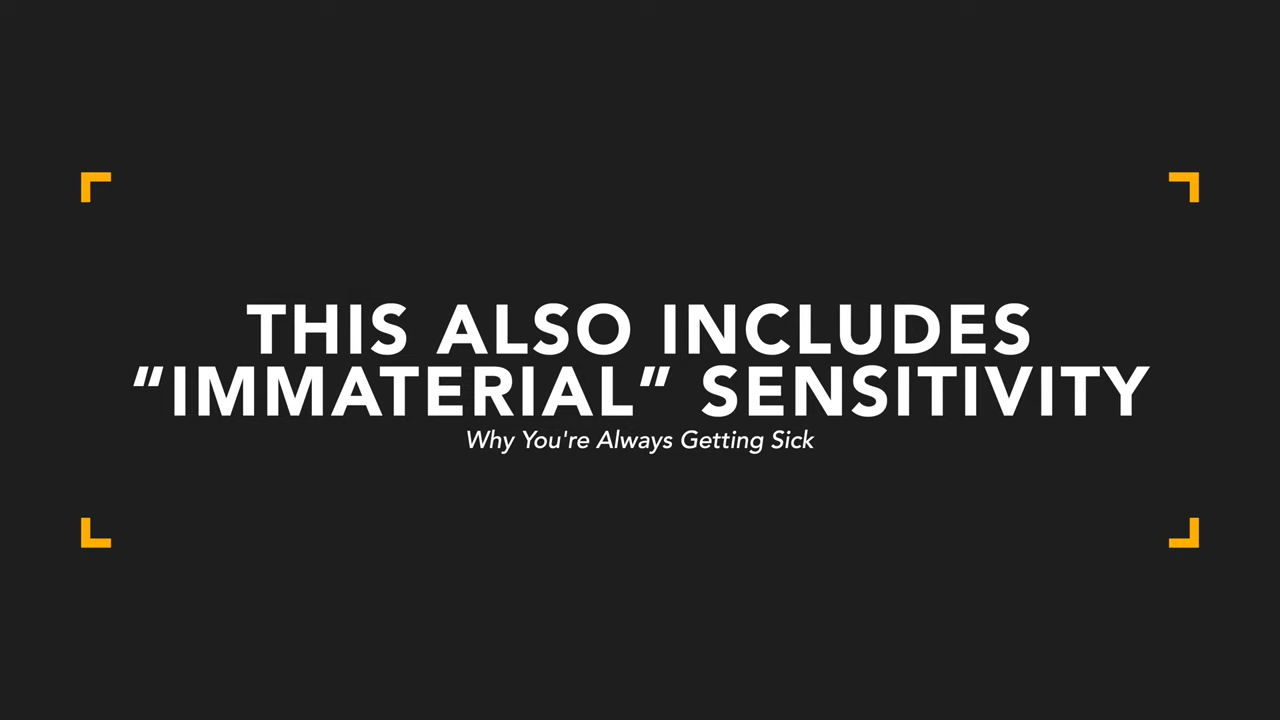 THIS ALSO INCLUDES
“IMMATERIAL” SENSITIVITY
Why You're Always Getting Sick